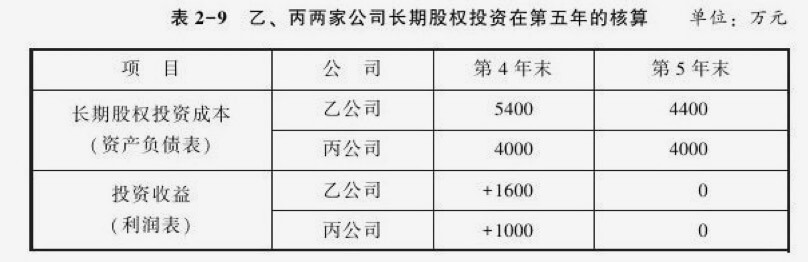 表 2-9 乙、丙两家公司长期股权投资在第五年的核算 单位：万元
项 目 公 司 第 4 年末 第 5 年末
长期股权投资成本
(资产负债表)
乙公司 5400 4400
丙公司 4000 4000
投资收益
(利润表)
乙公司 +1600 0
丙公司 +1000 0